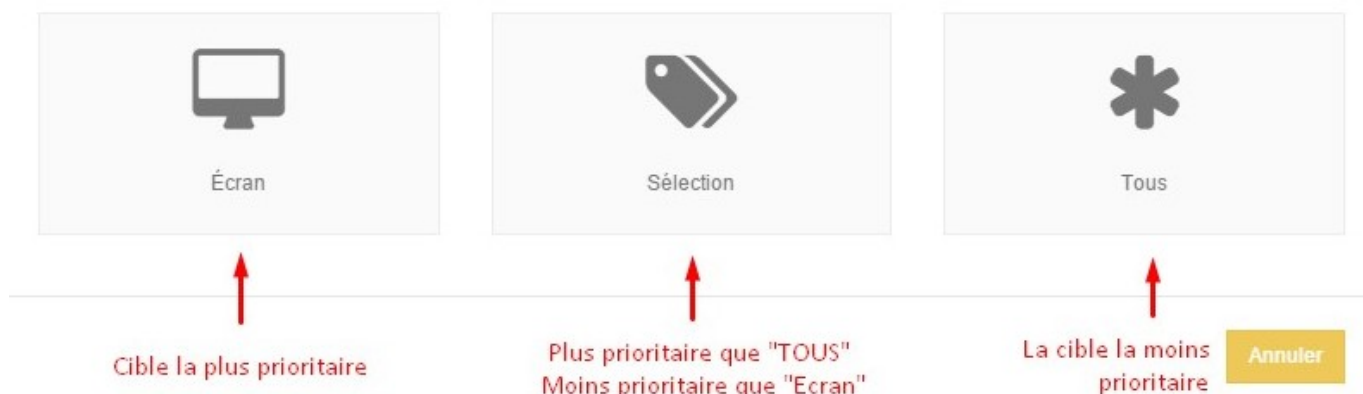 Écran
Sélection
Tous
Cible la plus prioritaire
Plus prioritaire que "TOUS"
Moins prioritaire que "Ecran"
La cible la moins
prioritaire
Annuler